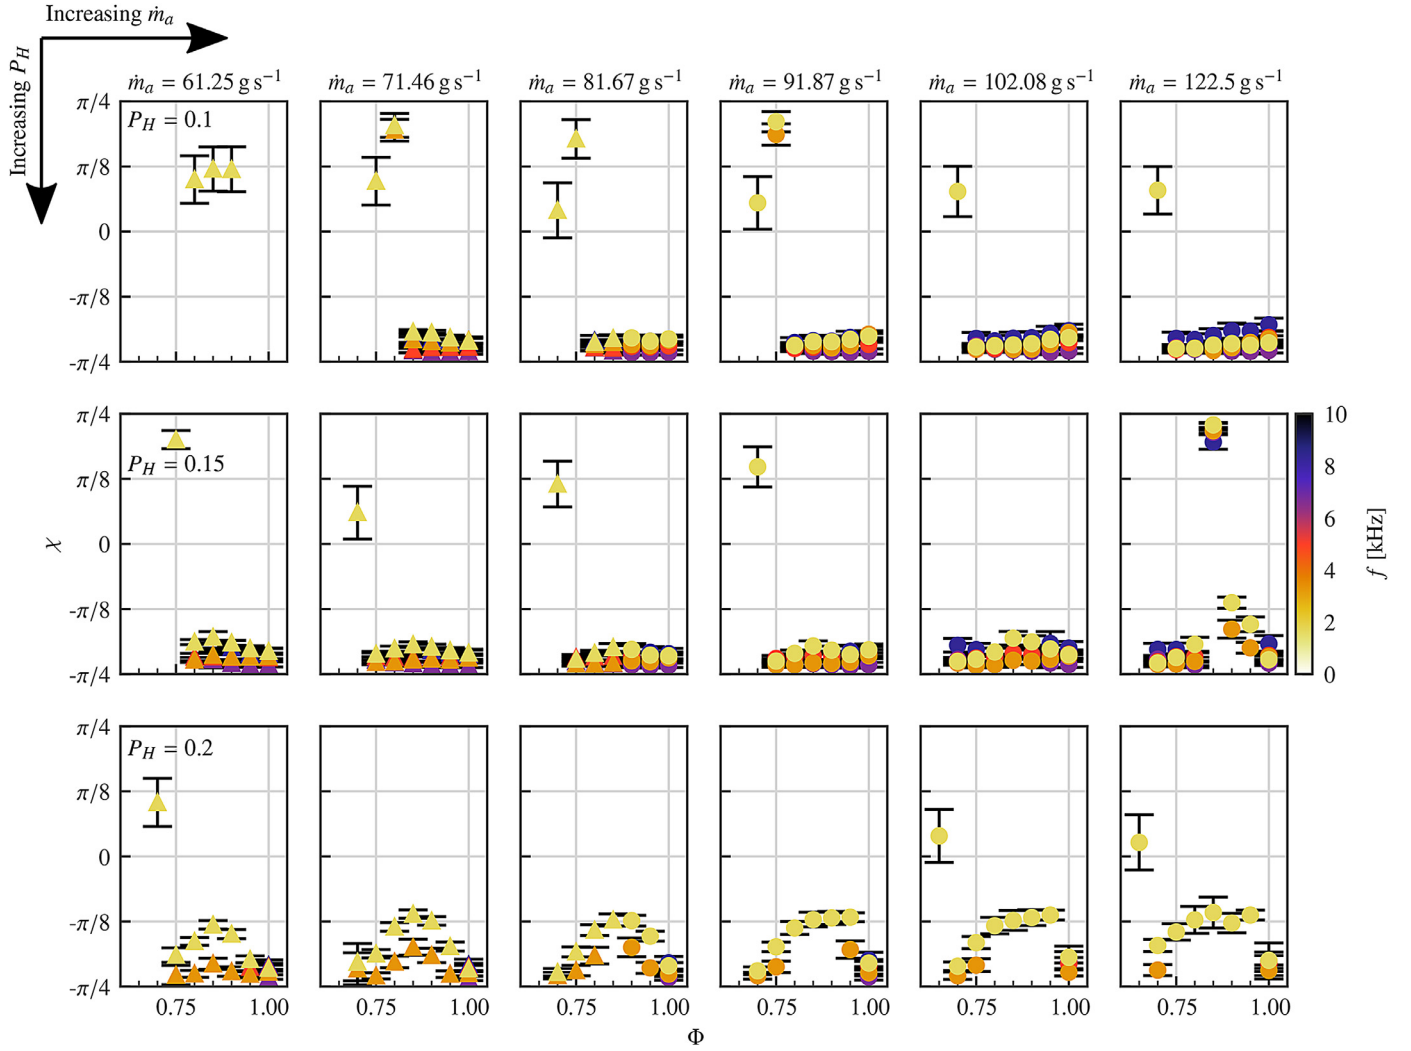 Increasing ṁₐ
Increasing P_H
ṁₐ = 61.25 g s⁻¹
ṁₐ = 71.46 g s⁻¹
ṁₐ = 81.67 g s⁻¹
ṁₐ = 91.87 g s⁻¹
ṁₐ = 102.08 g s⁻¹
ṁₐ = 122.5 g s⁻¹
π/4
P_H = 0.1
π/8
0
-π/8
-π/4
π/4
P_H = 0.15
π/8
0
-π/8
-π/4
χ
10
8
6
4
2
0
f [kHz]
π/4
P_H = 0.2
π/8
0
-π/8
-π/4
0.75 1.00
0.75 1.00
0.75 1.00
0.75 1.00
0.75 1.00
0.75 1.00
Φ